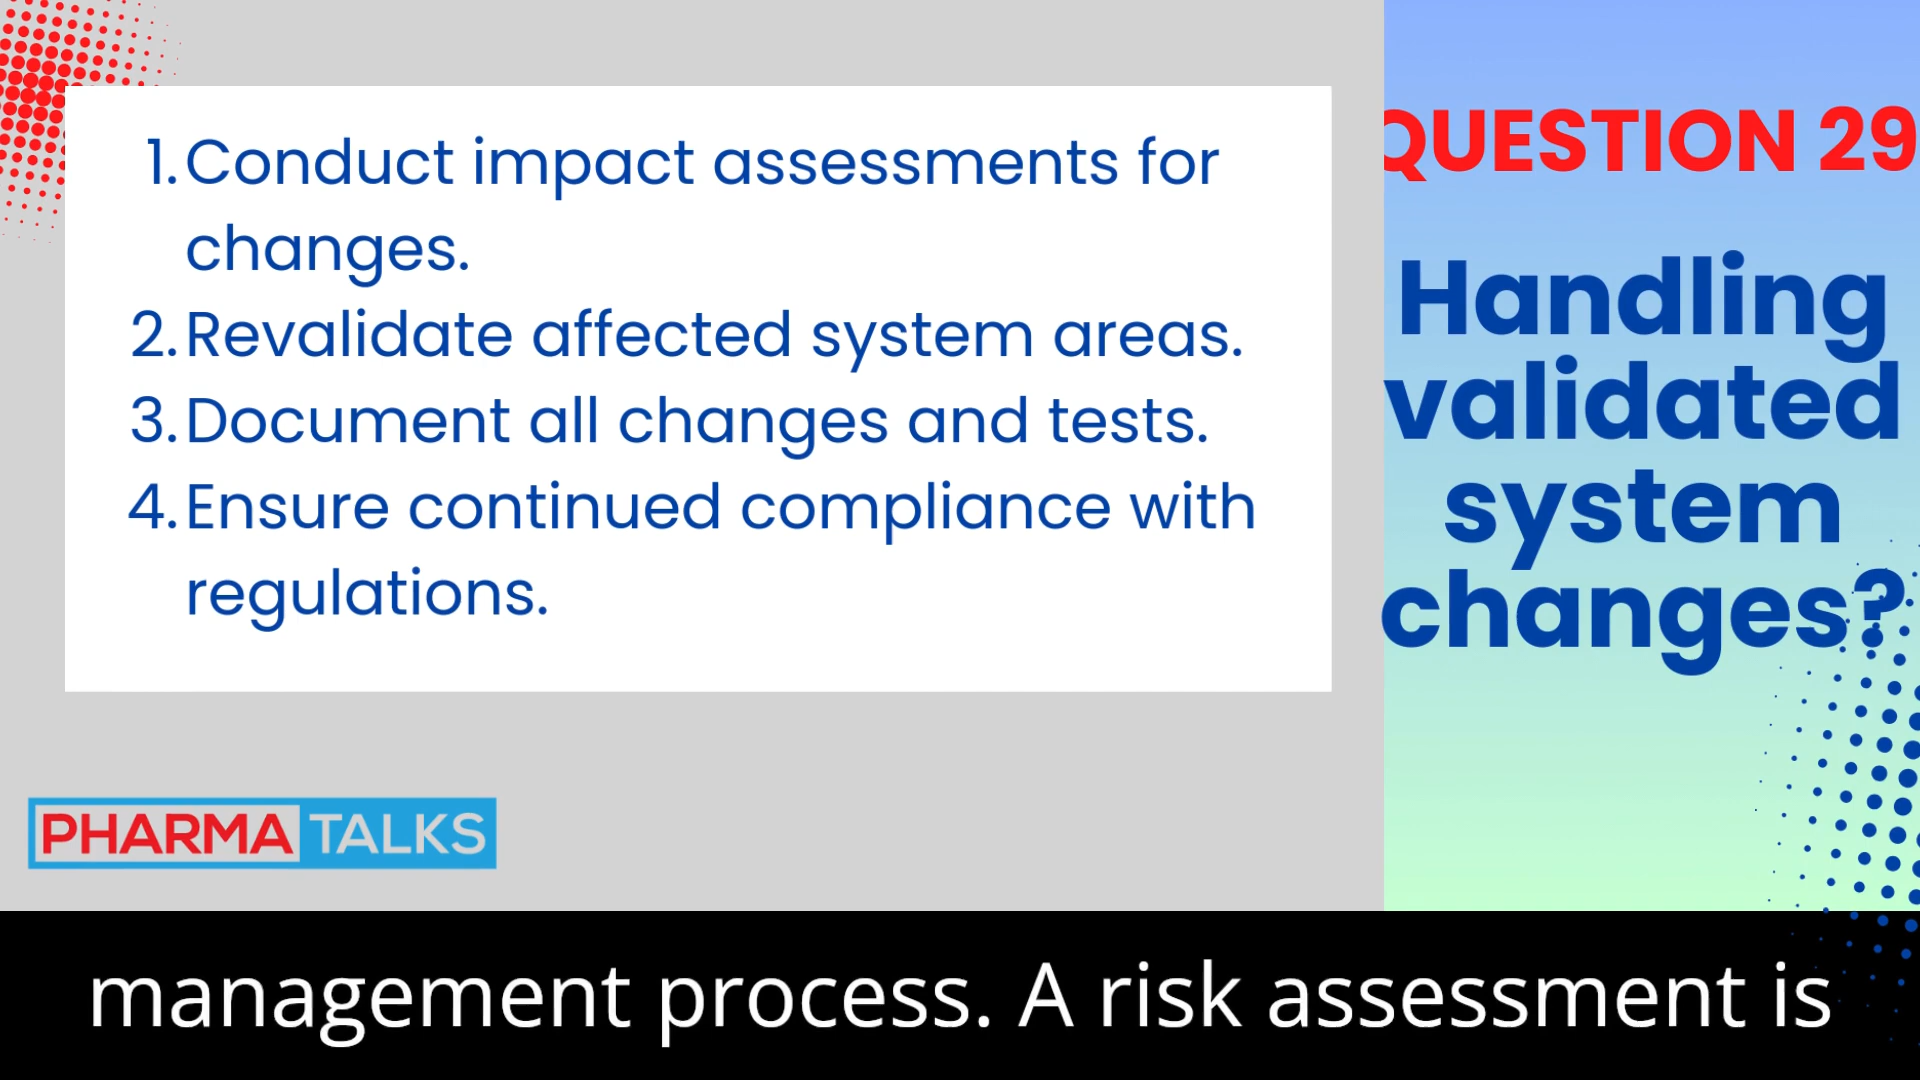 1. Conduct impact assessments for
changes.
2. Revalidate affected system areas.
3. Document all changes and tests.
4. Ensure continued compliance with
regulations.
QUESTION 29
Handling
validated
system
changes?
PHARMA TALKS
management process. A risk assessment is